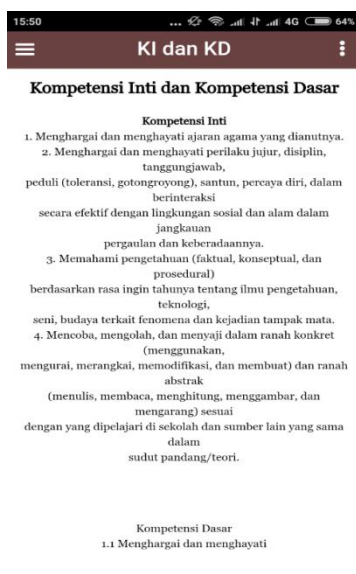 15:50
... 4G 64%
KI dan KD
Kompetensi Inti dan Kompetensi Dasar
Kompetensi Inti
1. Menghargai dan menghayati ajaran agama yang dianutnya.
2. Menghargai dan menghayati perilaku jujur, disiplin,
tanggungjawab,
peduli (toleransi, gotongroyong), santun, percaya diri, dalam
berinteraksi
secara efektif dengan lingkungan sosial dan alam dalam
jangkauan
pergaulan dan keberadaannya.
3. Memahami pengetahuan (faktual, konseptual, dan
prosedural)
berdasarkan rasa ingin tahunya tentang ilmu pengetahuan,
teknologi,
seni, budaya terkait fenomena dan kejadian tampak mata.
4. Mencoba, mengolah, dan menyaji dalam ranah konkret
(menggunakan,
mengurai, merangkai, memodifikasi, dan membuat) dan ranah
abstrak
(menulis, membaca, menghitung, menggambar, dan
mengarang) sesuai
dengan yang dipelajari di sekolah dan sumber lain yang sama
dalam
sudut pandang/teori.
Kompetensi Dasar
1.1 Menghargai dan menghayati